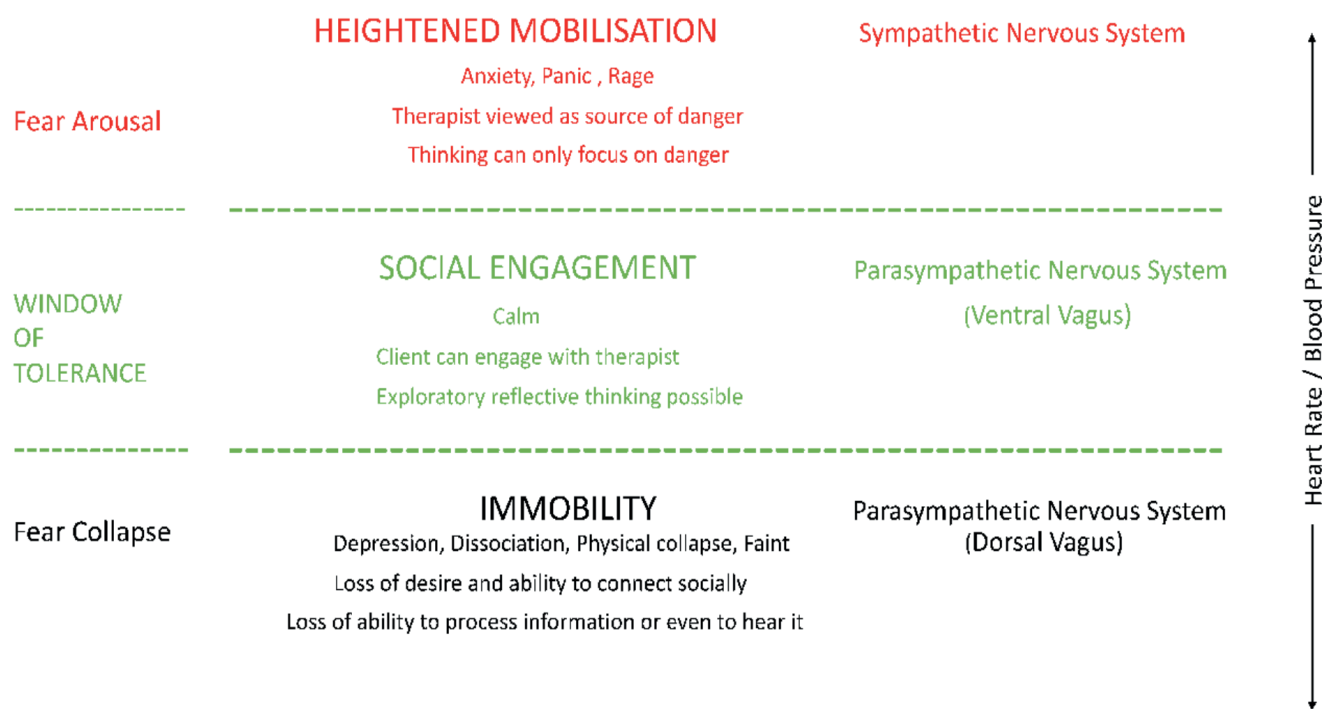 HEIGHTENED MOBILISATION
Sympathetic Nervous System
Anxiety, Panic , Rage
Fear Arousal
Therapist viewed as source of danger
Thinking can only focus on danger
SOCIAL ENGAGEMENT
Parasympathetic Nervous System
(Ventral Vagus)
WINDOW
OF
TOLERANCE
Calm
Client can engage with therapist
Exploratory reflective thinking possible
IMMOBILITY
Parasympathetic Nervous System
(Dorsal Vagus)
Fear Collapse
Depression, Dissociation, Physical collapse, Faint
Loss of desire and ability to connect socially
Loss of ability to process information or even to hear it
Heart Rate / Blood Pressure